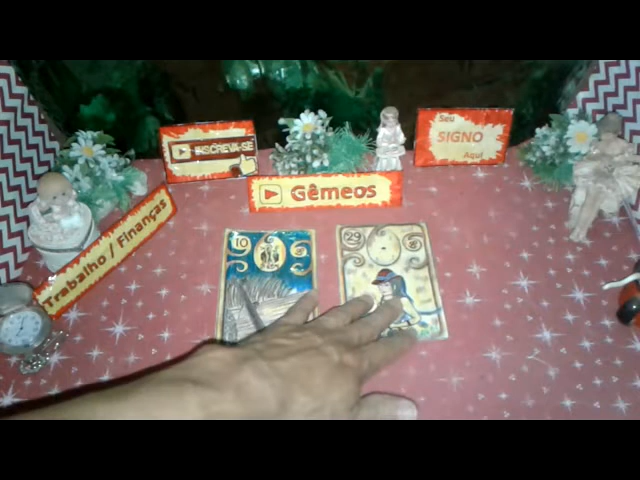 INSCREVA-SE
Seu
SIGNO
Aqui
Gêmeos
Trabalho / Finanças
10
29